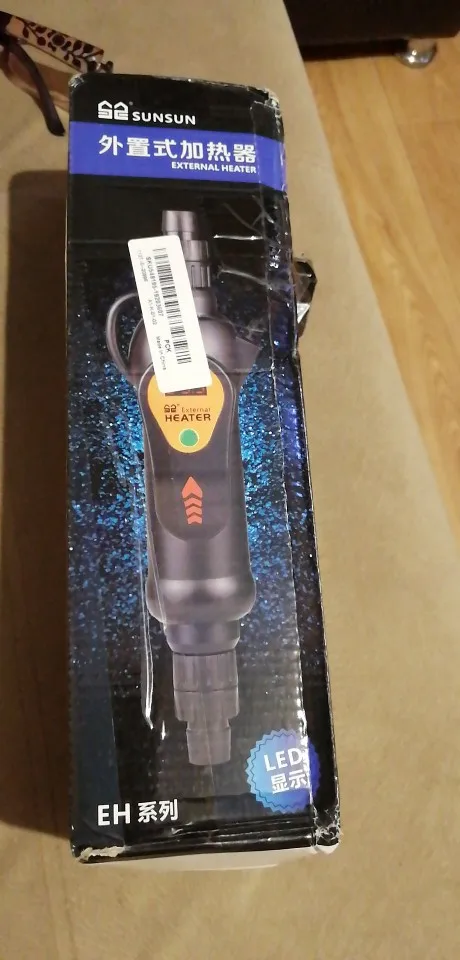 SUNSUN
外置式加热器
EXTERNAL HEATER
PCK
Made in China
External
HEATER
LED
显示
EH 系列